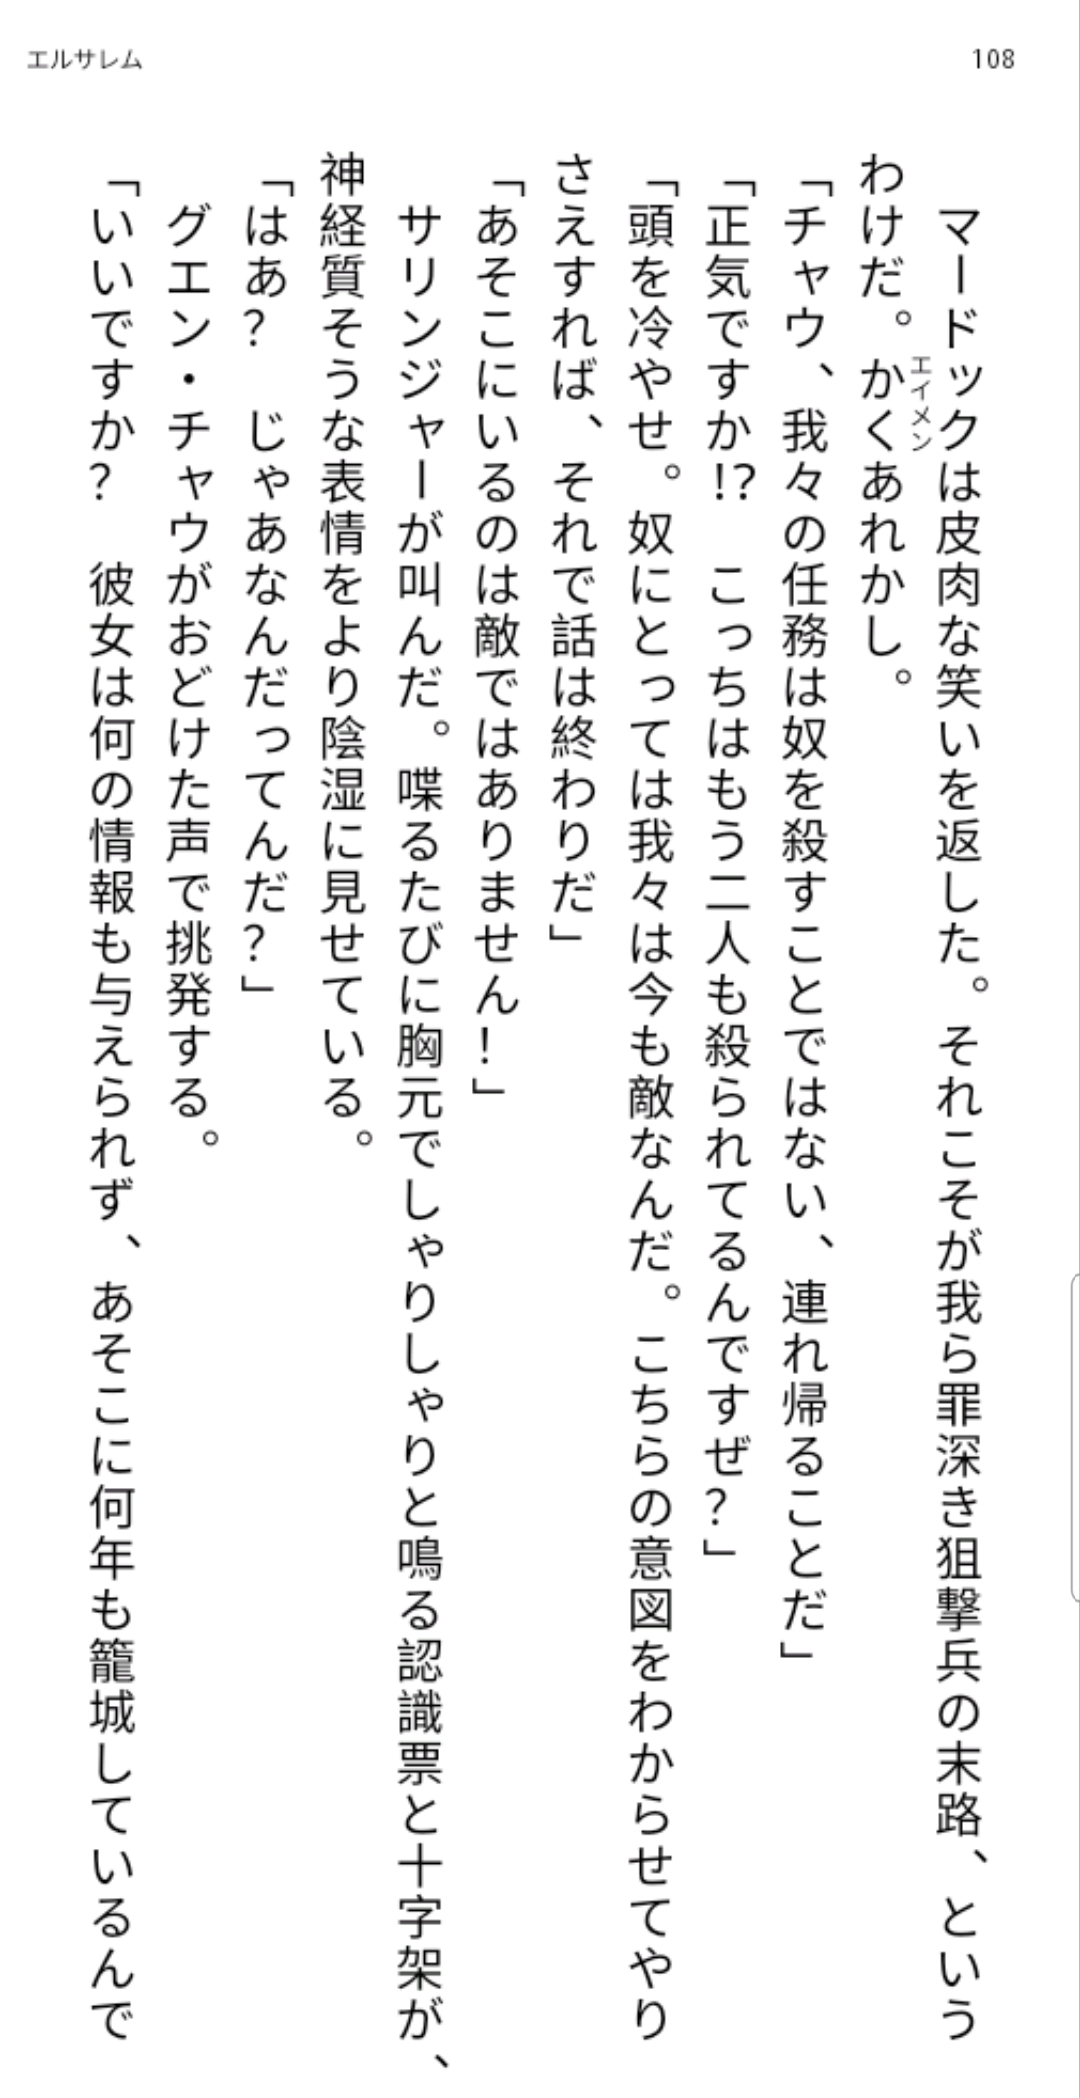 エルサレム
108
　マードックは皮肉な笑いを返した。それこそが我ら罪深き狙撃兵の末路、という
わけだ。かくあれかし。
エイメン
「チャウ、我々の任務は奴を殺すことではない、連れ帰ることだ」
「正気ですか!?　こっちはもう二人も殺られてるんですぜ？」
「頭を冷やせ。奴にとっては我々は今も敵なんだ。こちらの意図をわからせてやり
さえすれば、それで話は終わりだ」
「あそこにいるのは敵ではありません！」
　サリンジャーが叫んだ。喋るたびに胸元でしゃりしゃりと鳴る認識票と十字架が、
神経質そうな表情をより陰湿に見せている。
「はあ？　じゃあなんだってんだ？」
　グエン・チャウがおどけた声で挑発する。
「いいですか？　彼女は何の情報も与えられず、あそこに何年も籠城しているんで